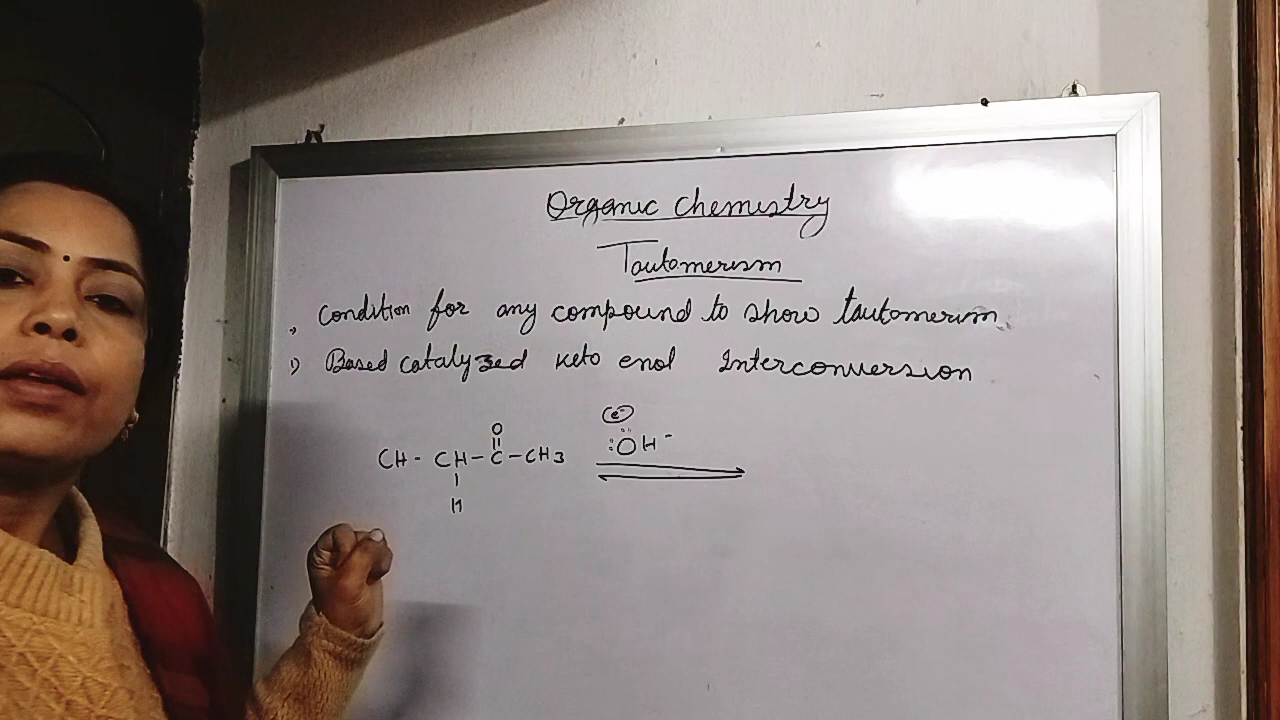 Organic Chemistry
Tautomerism
, Condition for any compound to show tautomerism
1) Based catalyzed keto enol Interconversion
O
||
CH - CH - C - CH3
|
H
(e-)
:ÖH-